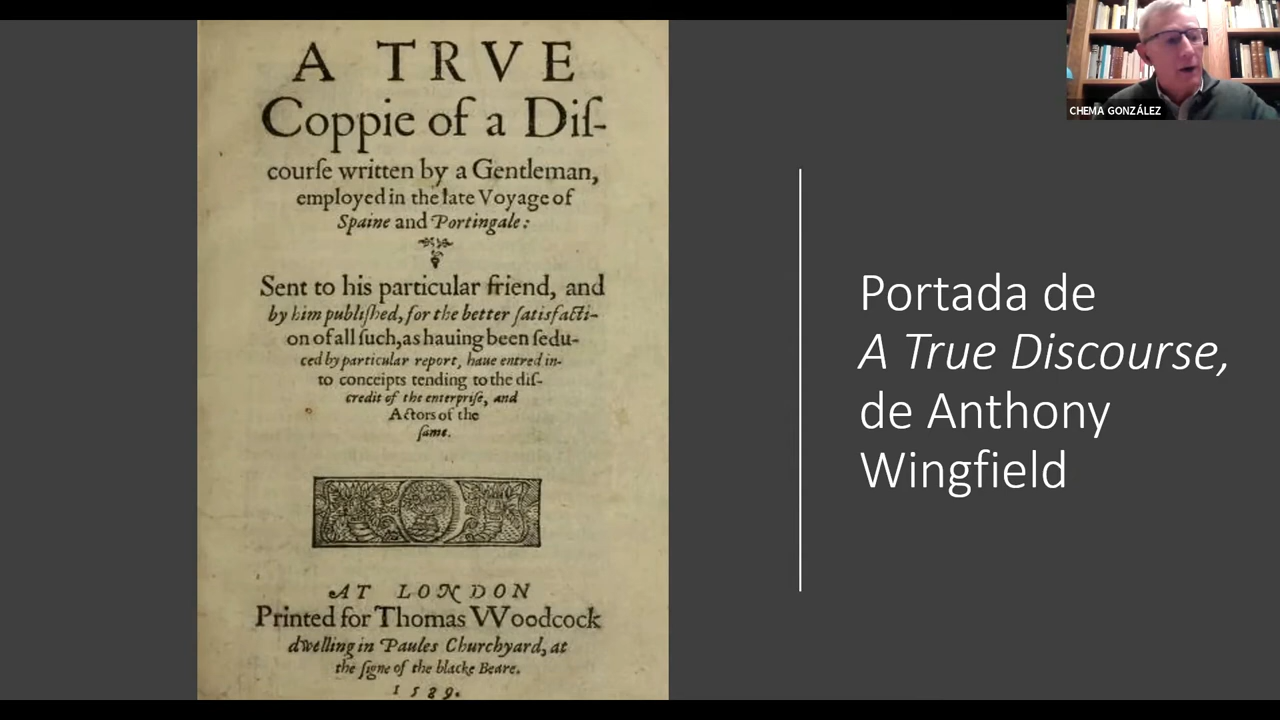 A TRVE
Coppie of a Diſ-
courſe written by a Gentleman,
employed in the late Voyage of
Spaine and Portingale:
Sent to his particular friend, and
by him publiſhed, for the better ſatisfacti-
on of all ſuch, as hauing been ſedu-
ced by particular report, haue entred in-
to conceipts tending to the diſ-
credit of the enterpriſe, and
Actors of the
ſame.
AT LONDON
Printed for Thomas Woodcock
dwelling in Paules Churchyard, at
the ſigne of the blacke Beare.
1589.
Portada de
A True Discourse,
de Anthony
Wingfield
CHEMA GONZÁLEZ